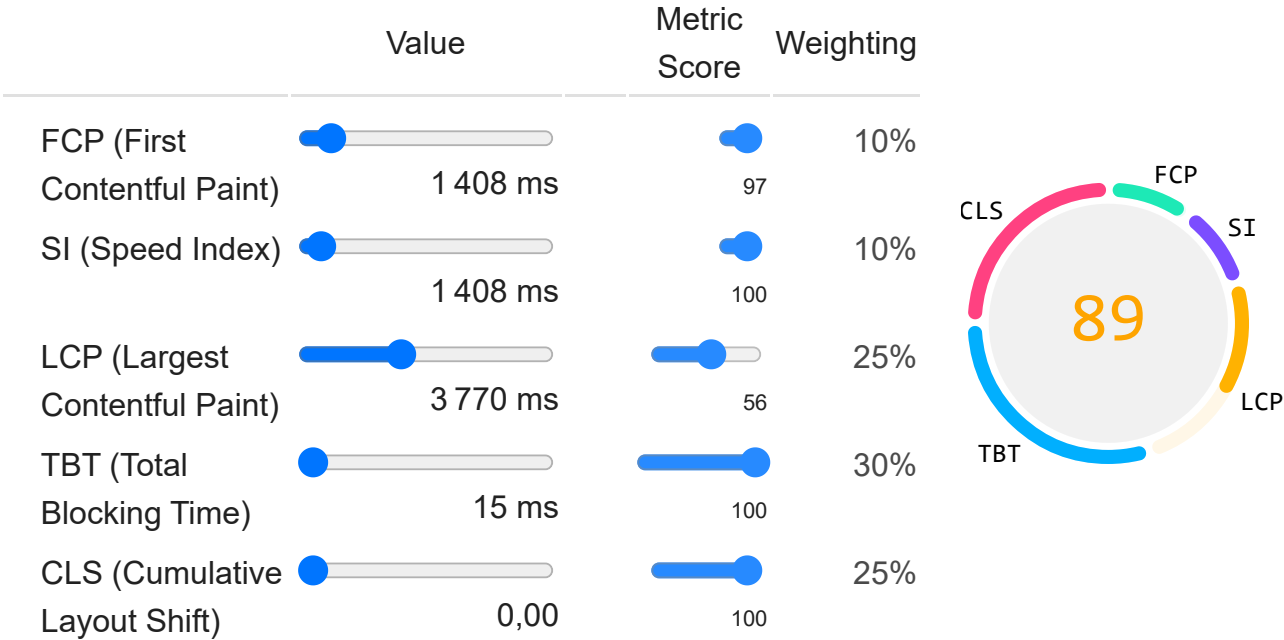 Value
Metric
Score
Weighting
FCP (First
Contentful Paint)
1 408 ms
97
10%
SI (Speed Index)
1 408 ms
100
10%
LCP (Largest
Contentful Paint)
3 770 ms
56
25%
TBT (Total
Blocking Time)
15 ms
100
30%
CLS (Cumulative
Layout Shift)
0,00
100
25%
FCP
CLS
SI
89
LCP
TBT